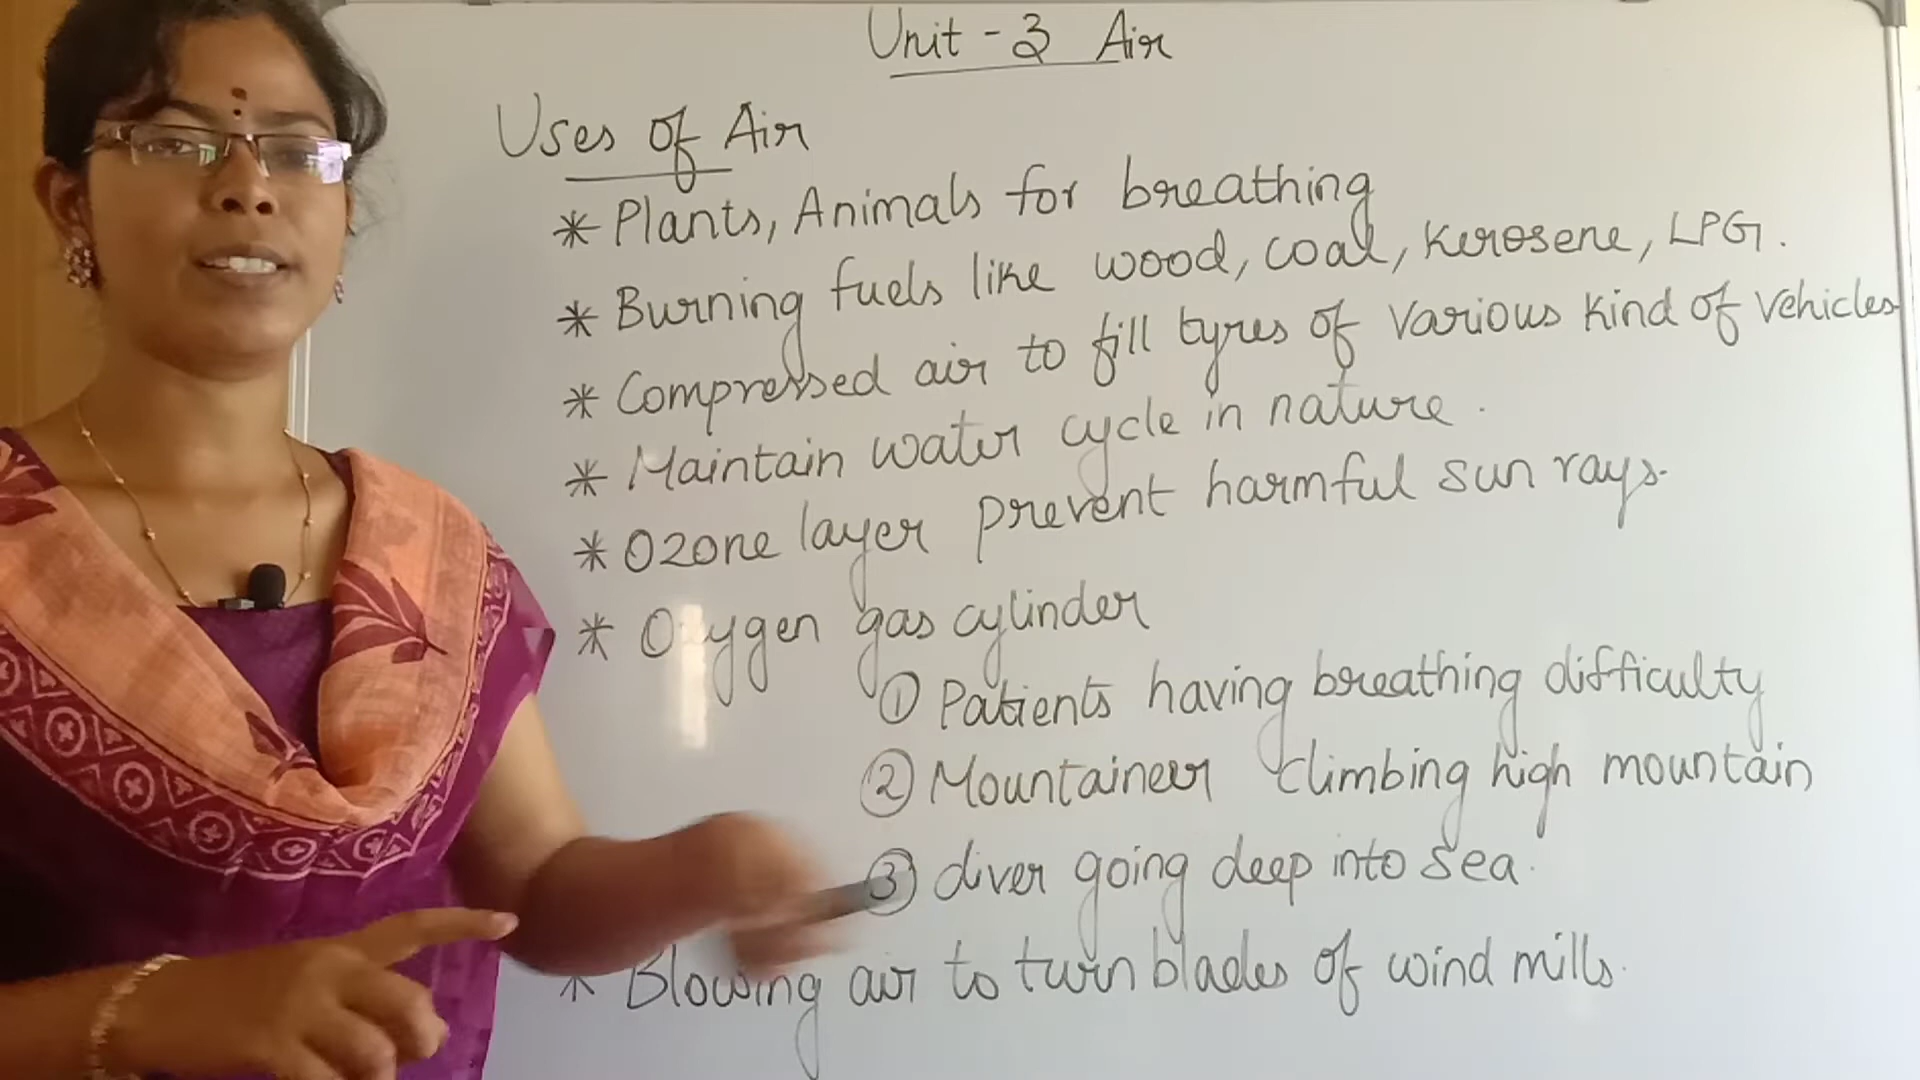 Unit - 3 Air
Uses of Air
* Plants, Animals for breathing
* Burning fuels like wood, coal, kerosene, LPG.
* Compressed air to fill tyres of various kind of vehicles
* Maintain water cycle in nature.
* Ozone layer prevent harmful sun rays.
* Oxygen gas cylinder
① Patients having breathing difficulty
② Mountaineer climbing high mountain
③ diver going deep into sea.
* Blowing air to turn blades of wind mills.